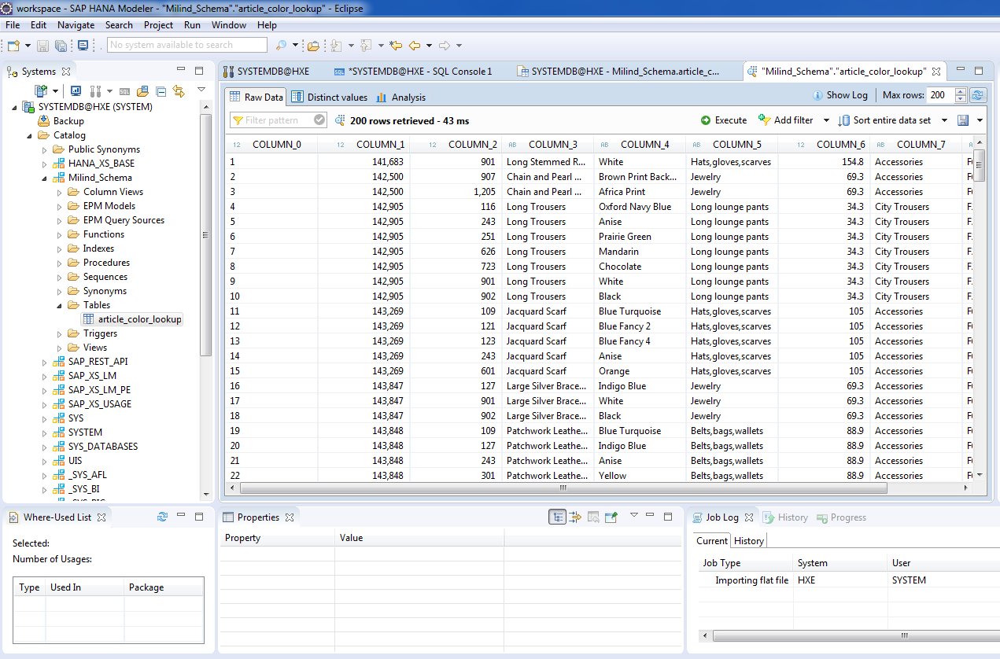 workspace - SAP HANA Modeler - "Milind_Schema"."article_color_lookup" - Eclipse
File Edit Navigate Search Project Run Window Help
No system available to search
Systems
SYSTEMDB@HXE (SYSTEM)
Backup
Catalog
Public Synonyms
HANA_XS_BASE
Milind_Schema
Column Views
EPM Models
EPM Query Sources
Functions
Indexes
Procedures
Sequences
Synonyms
Tables
article_color_lookup
Triggers
Views
SAP_REST_API
SAP_XS_LM
SAP_XS_LM_PE
SAP_XS_USAGE
SYS
SYSTEM
SYS_DATABASES
UIS
_SYS_AFL
_SYS_BI
SYSTEMDB@HXE SQL *SYSTEMDB@HXE - SQL Console 1 SYSTEMDB@HXE - Milind_Schema.article_c... "Milind_Schema"."article_color_lookup"
Raw Data Distinct values Analysis Show Log Max rows: 200
Filter pattern 200 rows retrieved - 43 ms Execute Add filter Sort entire data set
12 COLUMN_0 12 COLUMN_1 12 COLUMN_2 AB COLUMN_3 AB COLUMN_4 AB COLUMN_5 12 COLUMN_6 AB COLUMN_7
1 141,683 901 Long Stemmed R... White Hats,gloves,scarves 154.8 Accessories
2 142,500 907 Chain and Pearl ... Brown Print Back... Jewelry 69.3 Accessories
3 142,500 1,205 Chain and Pearl ... Africa Print Jewelry 69.3 Accessories
4 142,905 116 Long Trousers Oxford Navy Blue Long lounge pants 34.3 City Trousers
5 142,905 243 Long Trousers Anise Long lounge pants 34.3 City Trousers
6 142,905 251 Long Trousers Prairie Green Long lounge pants 34.3 City Trousers
7 142,905 626 Long Trousers Mandarin Long lounge pants 34.3 City Trousers
8 142,905 723 Long Trousers Chocolate Long lounge pants 34.3 City Trousers
9 142,905 901 Long Trousers White Long lounge pants 34.3 City Trousers
10 142,905 902 Long Trousers Black Long lounge pants 34.3 City Trousers
11 143,269 109 Jacquard Scarf Blue Turquoise Hats,gloves,scarves 105 Accessories
12 143,269 121 Jacquard Scarf Blue Fancy 2 Hats,gloves,scarves 105 Accessories
13 143,269 123 Jacquard Scarf Blue Fancy 4 Hats,gloves,scarves 105 Accessories
14 143,269 243 Jacquard Scarf Anise Hats,gloves,scarves 105 Accessories
15 143,269 601 Jacquard Scarf Orange Hats,gloves,scarves 105 Accessories
16 143,847 127 Large Silver Brace... Indigo Blue Jewelry 69.3 Accessories
17 143,847 901 Large Silver Brace... White Jewelry 69.3 Accessories
18 143,847 902 Large Silver Brace... Black Jewelry 69.3 Accessories
19 143,848 109 Patchwork Leathe... Blue Turquoise Belts,bags,wallets 88.9 Accessories
20 143,848 127 Patchwork Leathe... Indigo Blue Belts,bags,wallets 88.9 Accessories
21 143,848 243 Patchwork Leathe... Anise Belts,bags,wallets 88.9 Accessories
22 143,848 301 Patchwork Leathe... Yellow Belts,bags,wallets 88.9 Accessories
Where-Used List
Selected:
Number of Usages:
Type Used In Package
Properties
Property Value
Job Log History Progress
Current History
Job Type System User
Importing flat file HXE SYSTEM